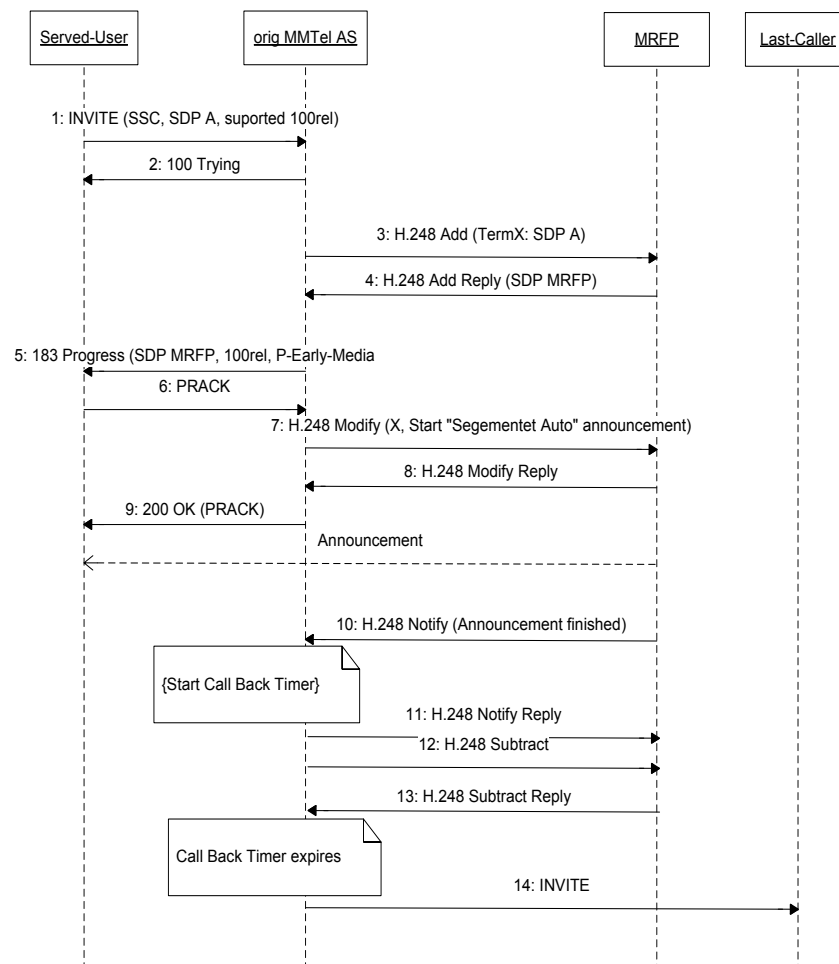 Served-User
orig MMTel AS
MRFP
Last-Caller
1: INVITE (SSC, SDP A, suported 100rel)
2: 100 Trying
3: H.248 Add (TermX: SDP A)
4: H.248 Add Reply (SDP MRFP)
5: 183 Progress (SDP MRFP, 100rel, P-Early-Media
6: PRACK
7: H.248 Modify (X, Start "Segementet Auto" announcement)
8: H.248 Modify Reply
9: 200 OK (PRACK)
Announcement
10: H.248 Notify (Announcement finished)
{Start Call Back Timer}
11: H.248 Notify Reply
12: H.248 Subtract
13: H.248 Subtract Reply
Call Back Timer expires
14: INVITE